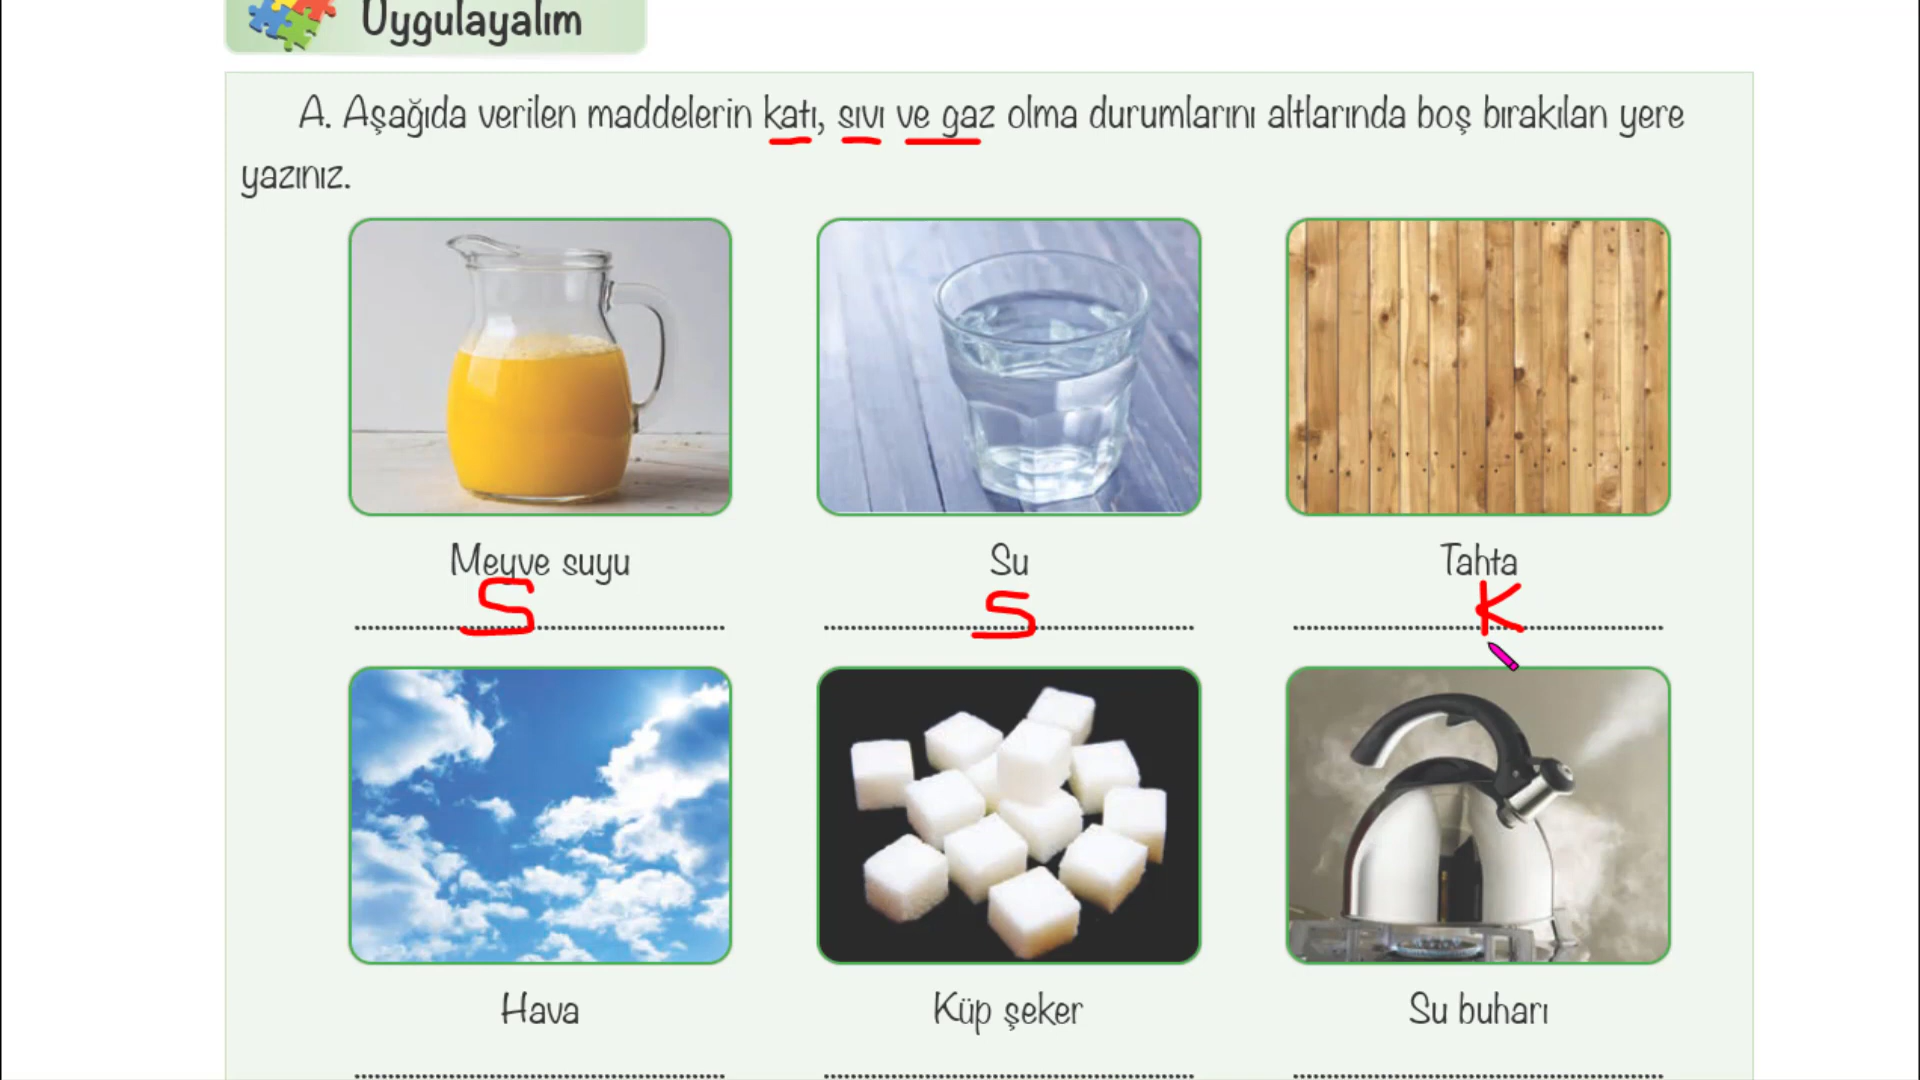 Uygulayalım
A. Aşağıda verilen maddelerin katı, sıvı ve gaz olma durumlarını altlarında boş bırakılan yere
yazınız.
Meyve suyu
Su
Tahta
S
S
K
Hava
Küp şeker
Su buharı